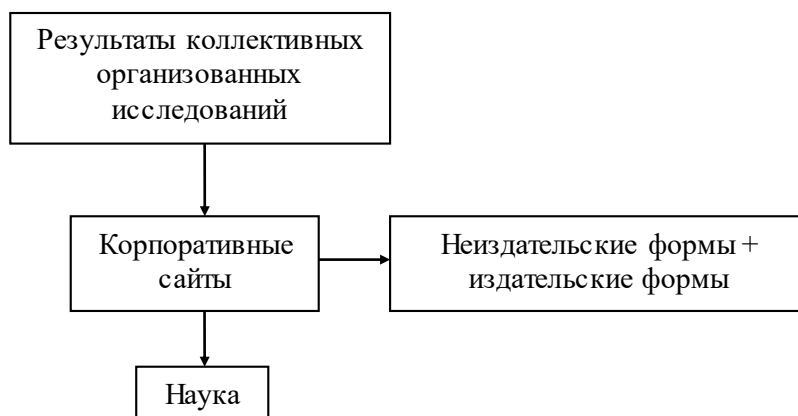 Результаты коллективных
организованных
исследований
Корпоративные
сайты
Неиздательские формы +
издательские формы
Наука